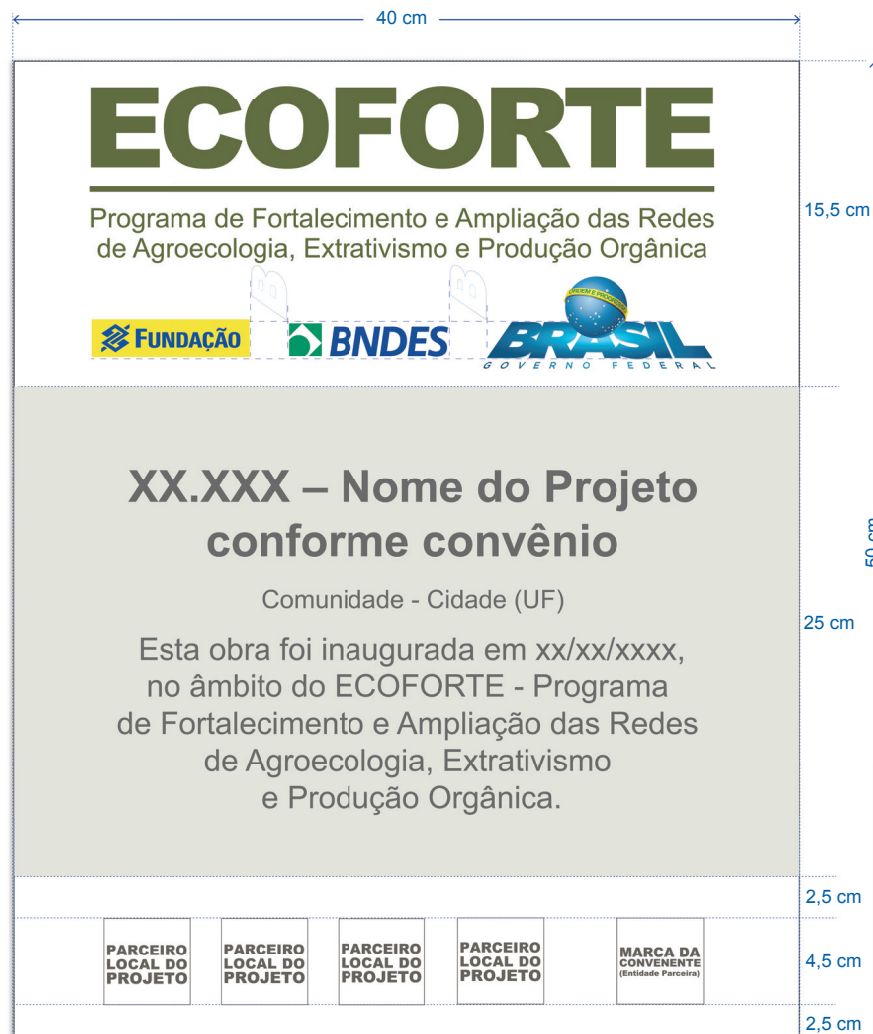 40 cm
ECOFORTE
Programa de Fortalecimento e Ampliação das Redes
de Agroecologia, Extrativismo e Produção Orgânica
15,5 cm
FUNDAÇÃO
B
BNDES
B
ORDEM E PROGRESSO
BRASIL
GOVERNO FEDERAL
XX.XXX – Nome do Projeto
conforme convênio
50 cm
Comunidade - Cidade (UF)
25 cm
Esta obra foi inaugurada em xx/xx/xxxx,
no âmbito do ECOFORTE - Programa
de Fortalecimento e Ampliação das Redes
de Agroecologia, Extrativismo
e Produção Orgânica.
2,5 cm
PARCEIRO
LOCAL DO
PROJETO
PARCEIRO
LOCAL DO
PROJETO
PARCEIRO
LOCAL DO
PROJETO
PARCEIRO
LOCAL DO
PROJETO
MARCA DA
CONVENENTE
(Entidade Parceira)
4,5 cm
2,5 cm